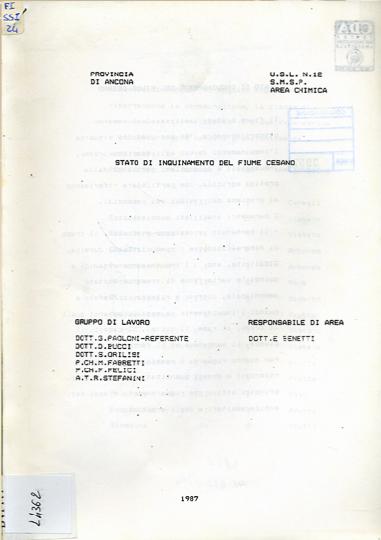 FI
SSI
24
PROVINCIA
DI ANCONA
U.S.L. N.12
S.M.S.P.
AREA CHIMICA
STATO DI INQUINAMENTO DEL FIUME CESANO
GRUPPO DI LAVORO
DOTT.G.PAOLONI-REFERENTE
DOTT.D.BUCCI
DOTT.S.ORILISI
P.CH.M.FABRETTI
P.CH.F.FELICI
A.T.R.STEFANINI
RESPONSABILE DI AREA
DOTT.E BENETTI
1987